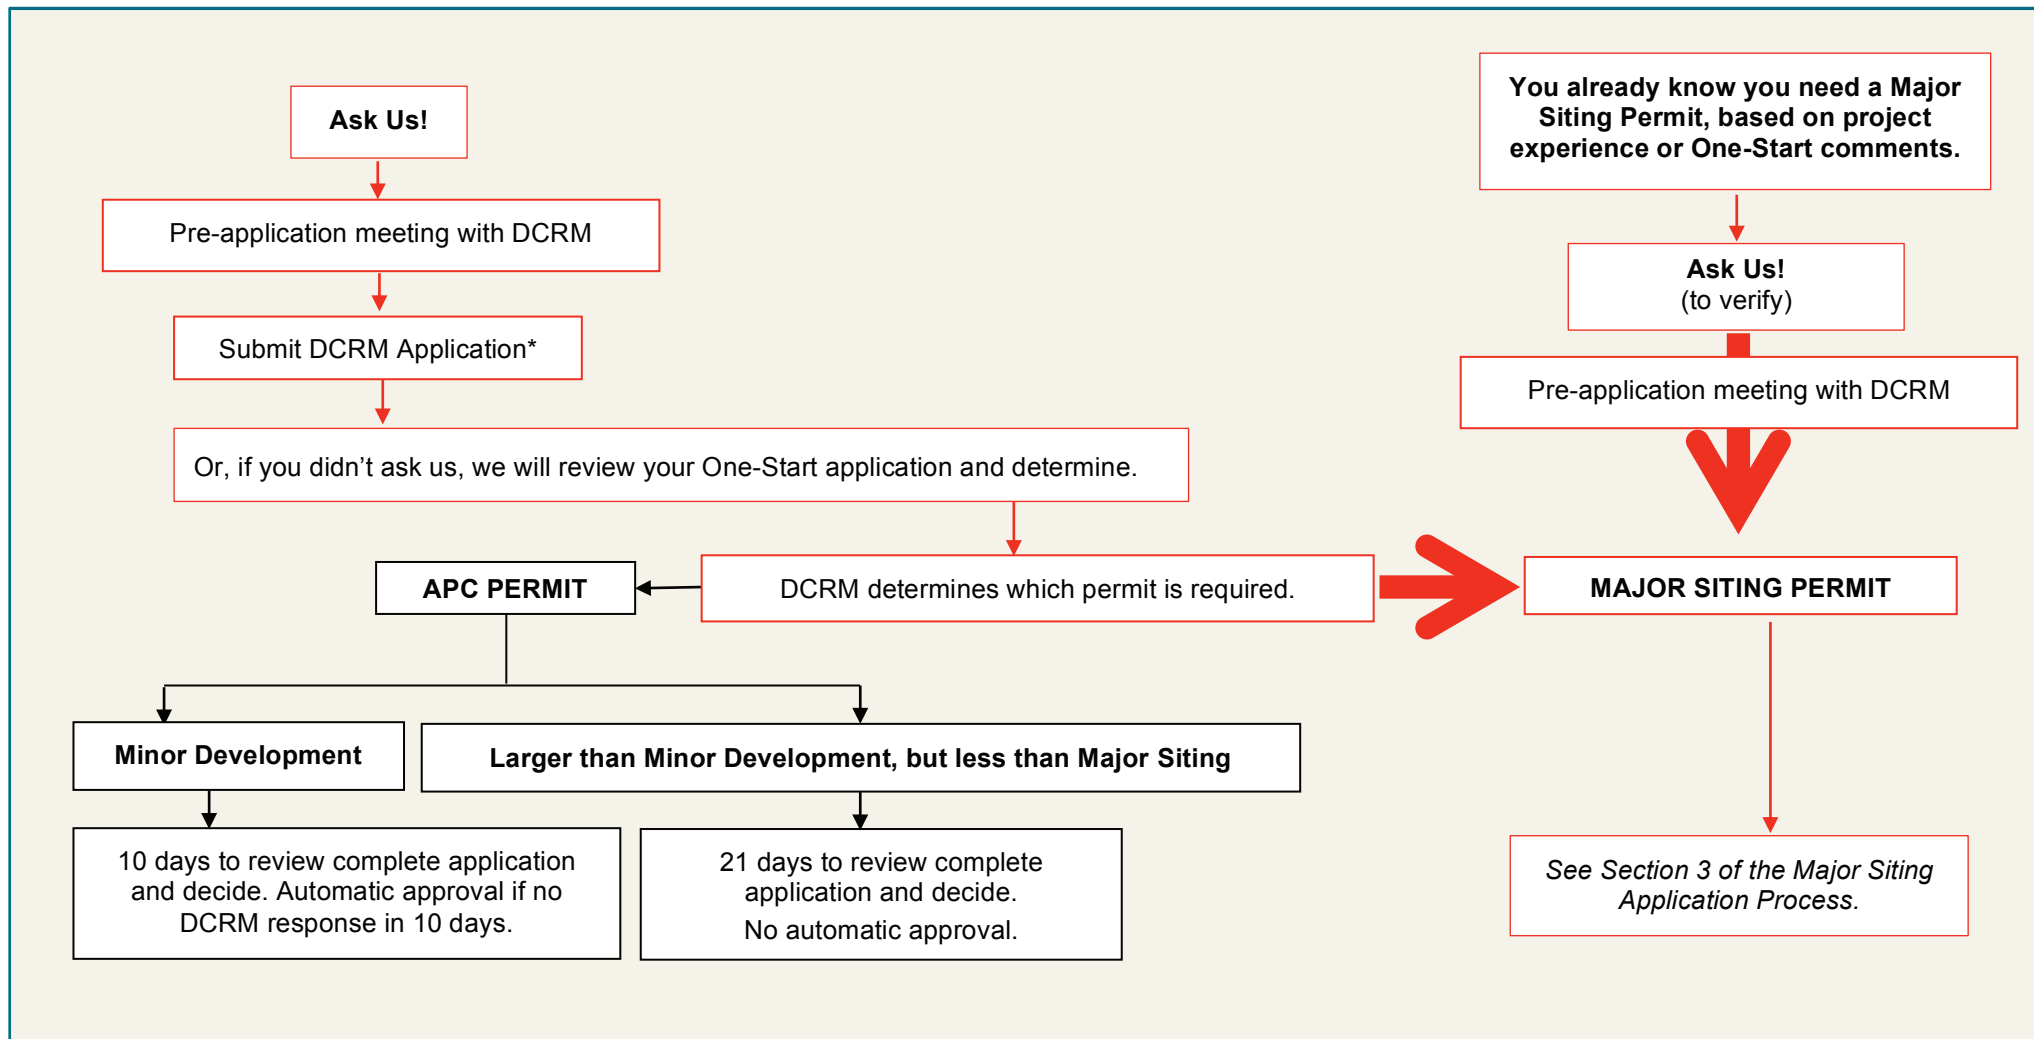 Ask Us!
Pre-application meeting with DCRM
Submit DCRM Application*
Or, if you didn’t ask us, we will review your One-Start application and determine.
DCRM determines which permit is required.
APC PERMIT
Minor Development
Larger than Minor Development, but less than Major Siting
10 days to review complete application
and decide. Automatic approval if no
DCRM response in 10 days.
21 days to review complete
application and decide.
No automatic approval.
You already know you need a Major
Siting Permit, based on project
experience or One-Start comments.
Ask Us!
(to verify)
Pre-application meeting with DCRM
MAJOR SITING PERMIT
See Section 3 of the Major Siting
Application Process.